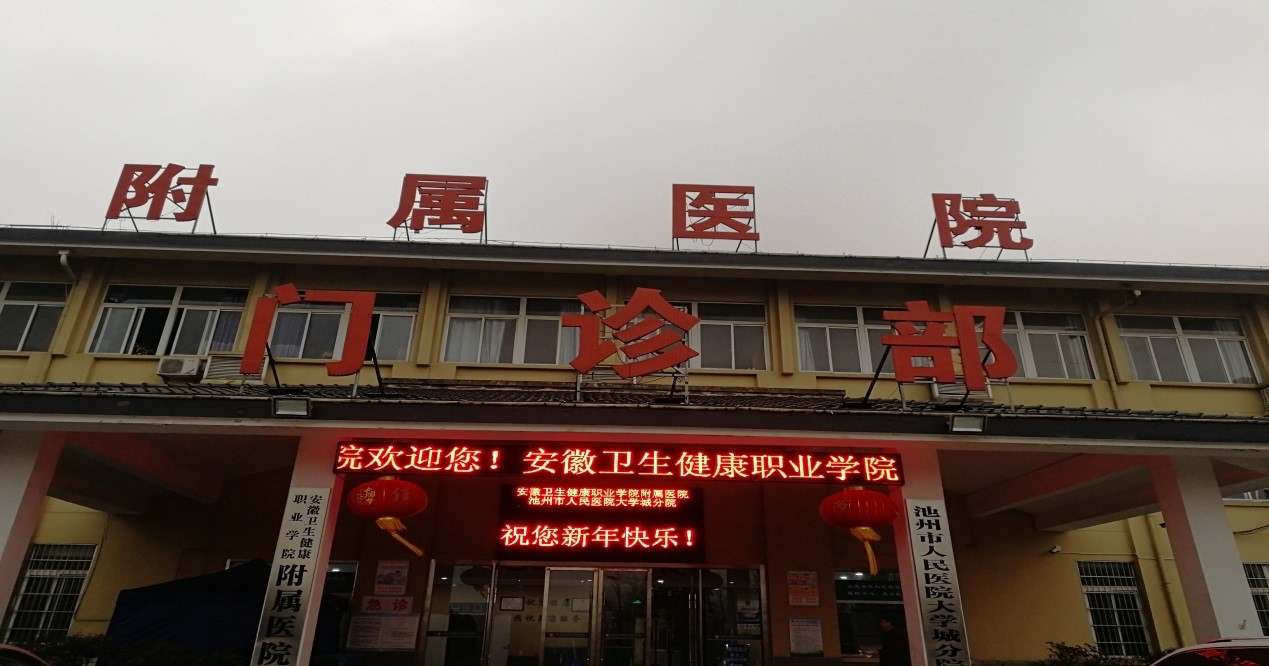 附属医院
门诊部
院欢迎您！安徽卫生健康职业学院
安徽卫生健康职业学院附属医院
池州市人民医院大学城分院
祝您新年快乐！
安徽卫生健康
职业学院
附属医院
池州市人民医院大学城分院
急诊